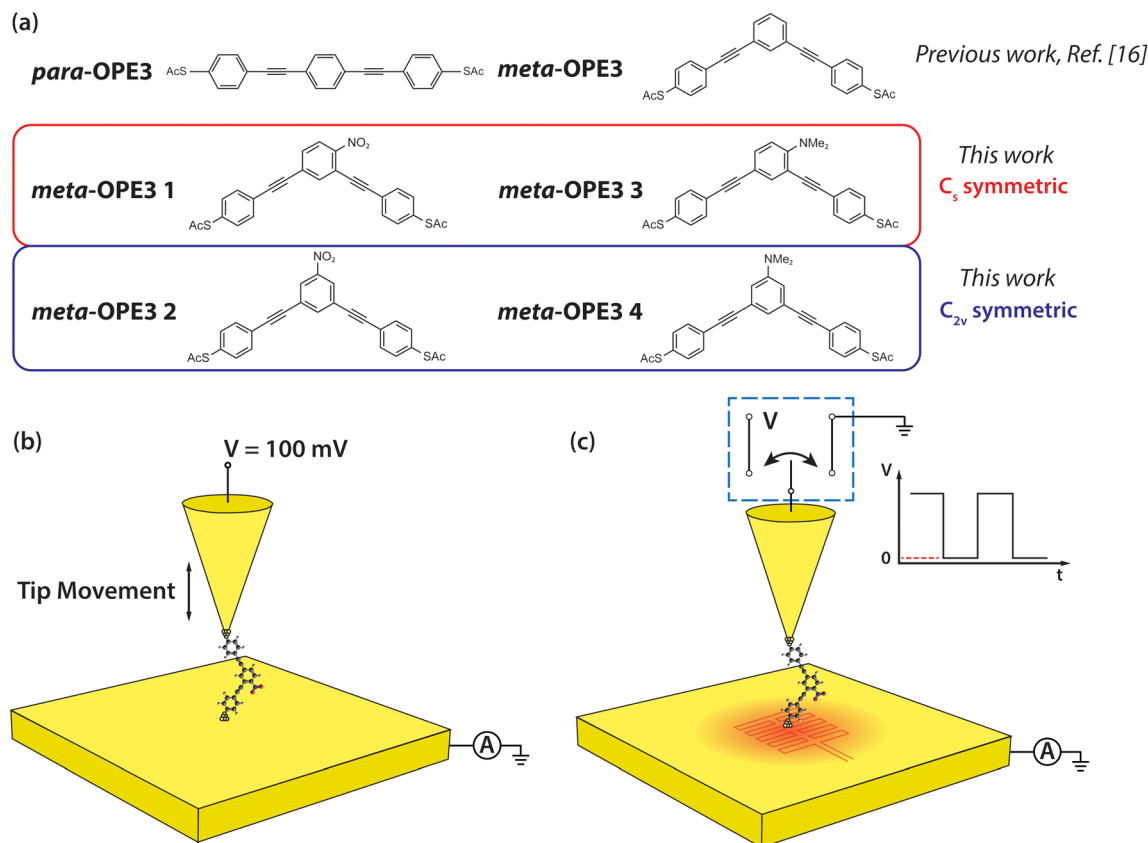 (a)
para-OPE3
AcS
SAc
meta-OPE3
AcS
SAc
Previous work, Ref. [16]
meta-OPE3 1
NO₂
AcS
SAc
meta-OPE3 3
NMe₂
AcS
SAc
This work
Cₛ symmetric
meta-OPE3 2
NO₂
AcS
SAc
meta-OPE3 4
NMe₂
AcS
SAc
This work
C₂ᵥ symmetric
(b)
V = 100 mV
Tip Movement
A
(c)
V
V
0
t
A